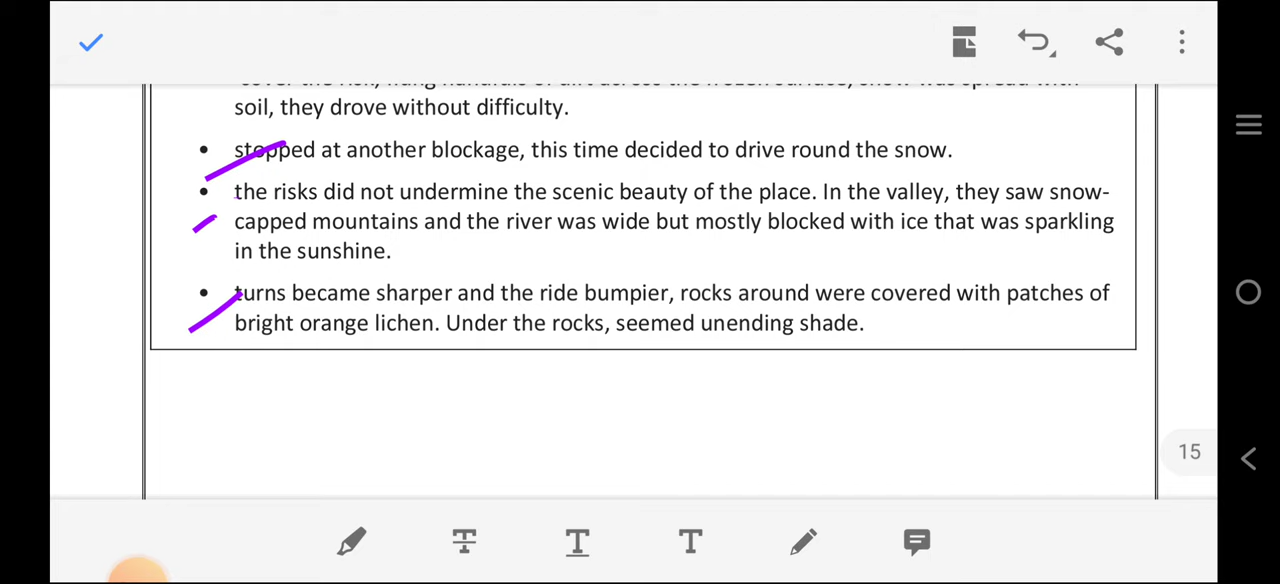 soil, they drove without difficulty.
• stopped at another blockage, this time decided to drive round the snow.
• the risks did not undermine the scenic beauty of the place. In the valley, they saw snow-
capped mountains and the river was wide but mostly blocked with ice that was sparkling
in the sunshine.
• turns became sharper and the ride bumpier, rocks around were covered with patches of
bright orange lichen. Under the rocks, seemed unending shade.
15
T
T
T